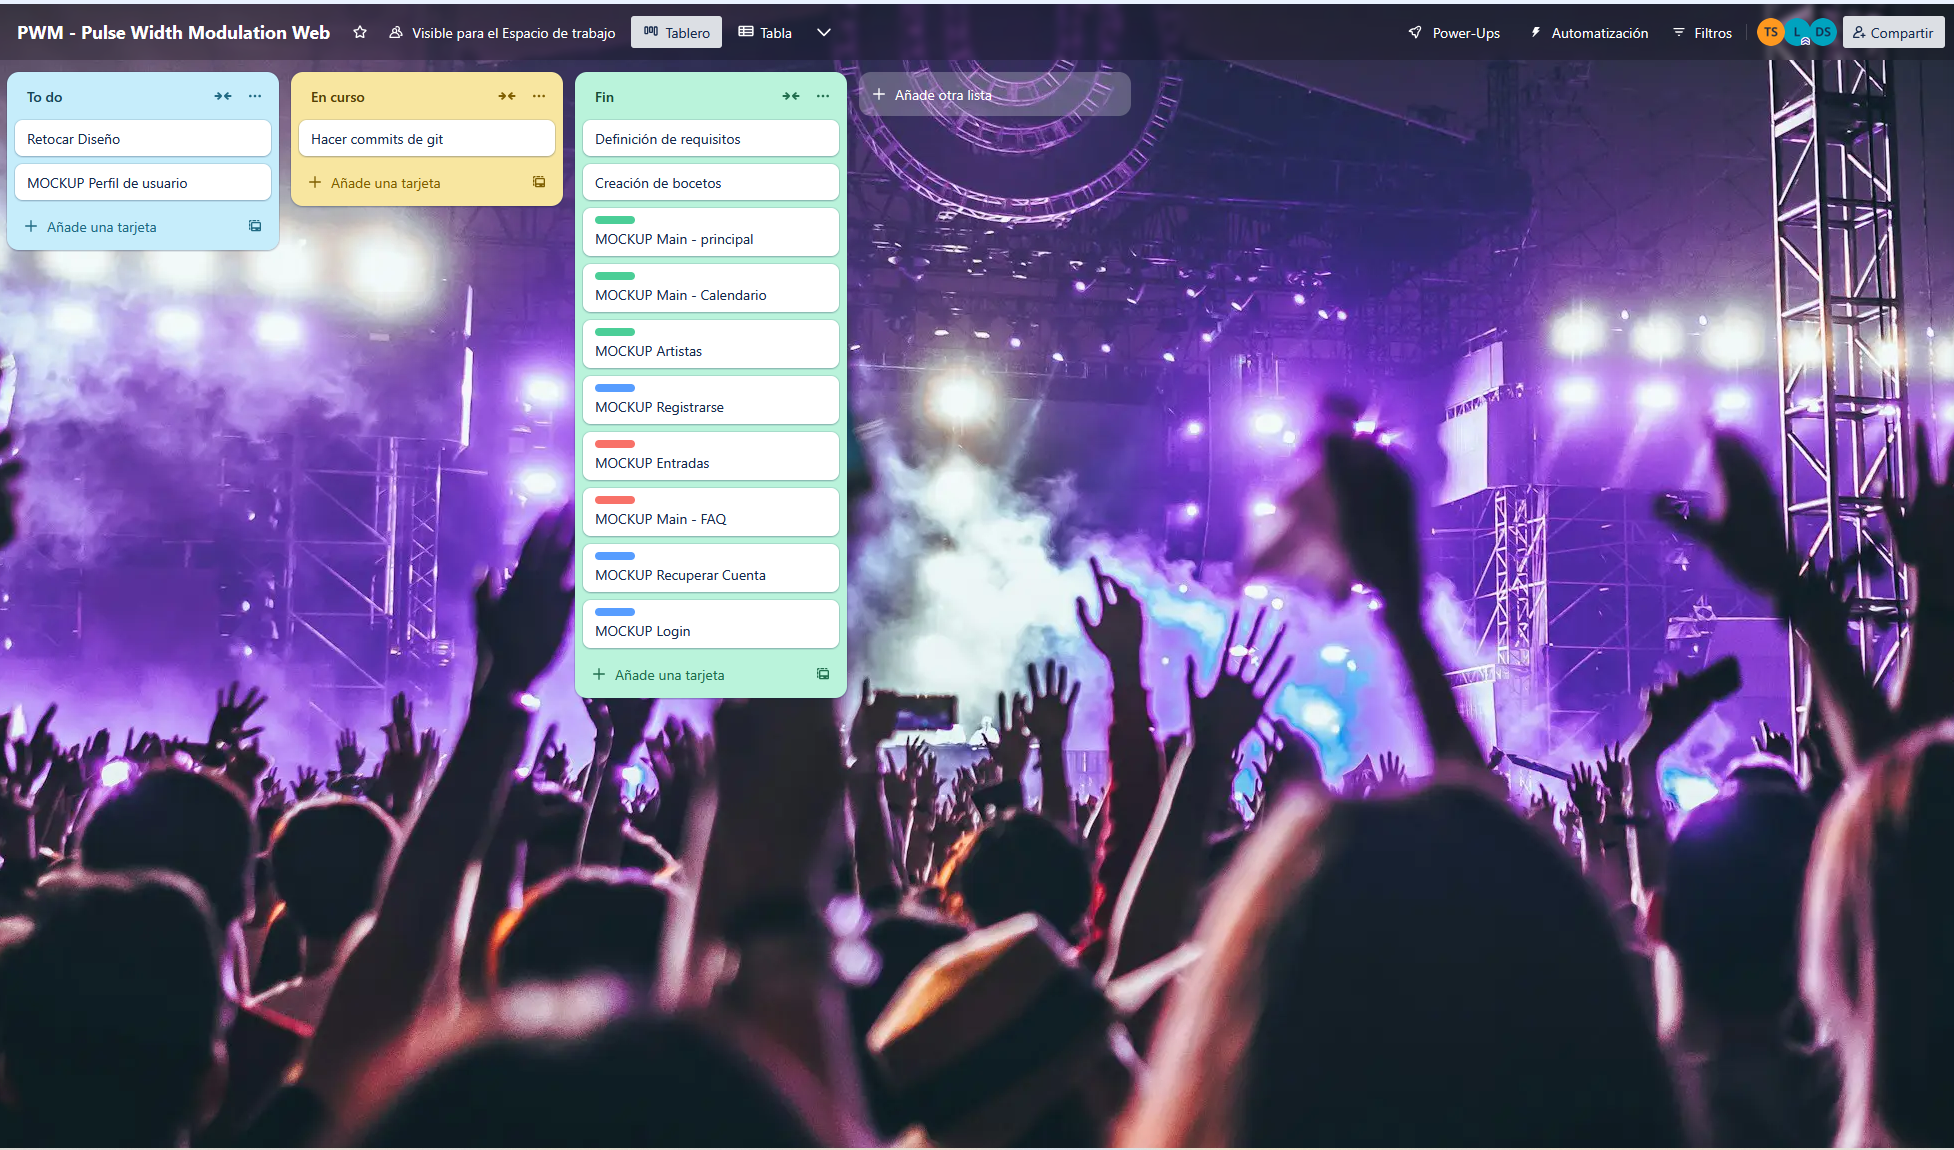 PWM - Pulse Width Modulation Web
Visible para el Espacio de trabajo
Tablero
Tabla
Power-Ups
Automatización
Filtros
TS
L
DS
Compartir
To do
Retocar Diseño
MOCKUP Perfil de usuario
Añade una tarjeta
En curso
Hacer commits de git
Añade una tarjeta
Fin
Definición de requisitos
Creación de bocetos
MOCKUP Main - principal
MOCKUP Main - Calendario
MOCKUP Artistas
MOCKUP Registrarse
MOCKUP Entradas
MOCKUP Main - FAQ
MOCKUP Recuperar Cuenta
MOCKUP Login
Añade una tarjeta
Añade otra lista